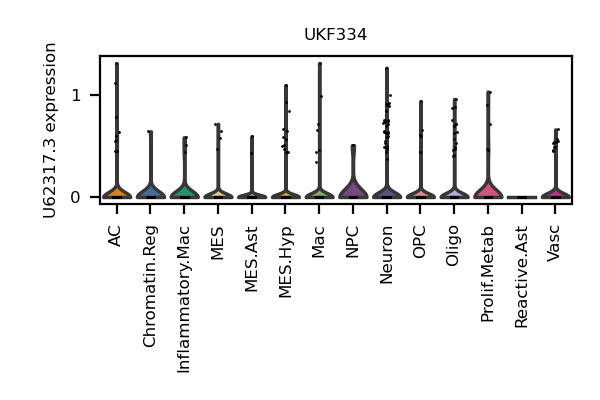 UKF334
U62317.3 expression
1
0
AC
Chromatin.Reg
Inflammatory.Mac
MES
MES.Ast
MES.Hyp
Mac
NPC
Neuron
OPC
Oligo
Prolif.Metab
Reactive.Ast
Vasc